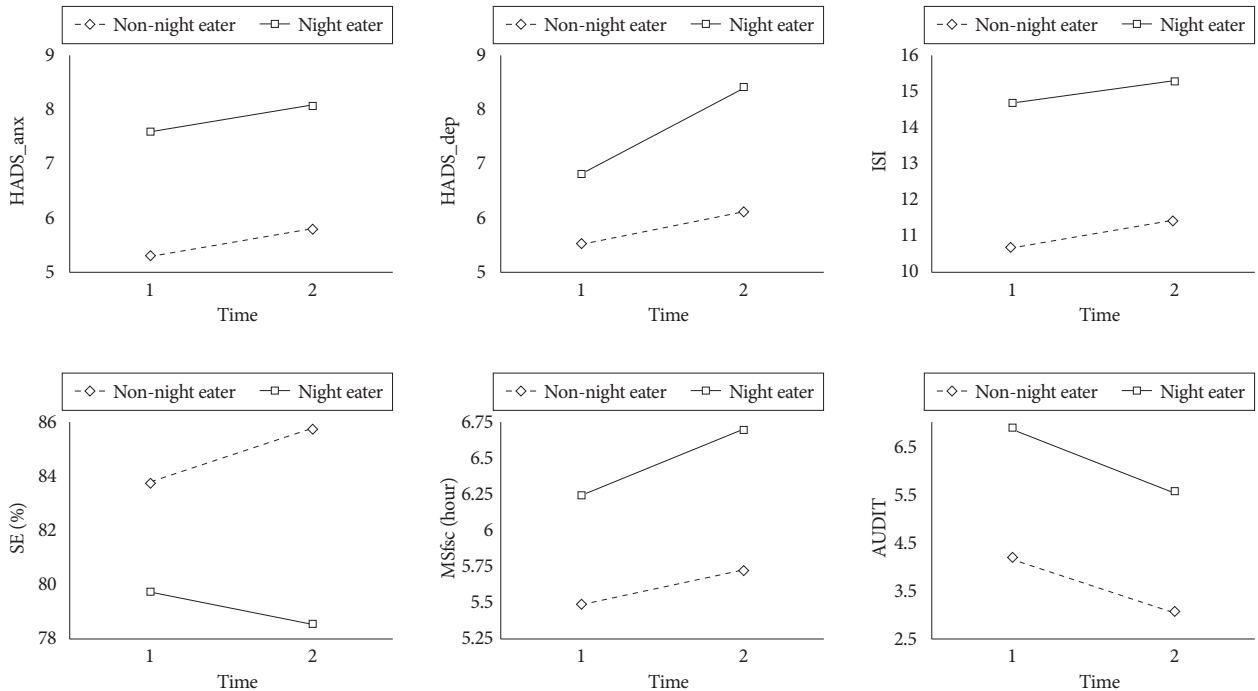 Non-night eater Night eater
HADS_anx
9
8
7
6
5
1 2
Time
Non-night eater Night eater
HADS_dep
9
8
7
6
5
1 2
Time
Non-night eater Night eater
ISI
16
15
14
13
12
11
10
1 2
Time
Non-night eater Night eater
SE (%)
86
84
82
80
78
1 2
Time
Non-night eater Night eater
MSfsc (hour)
6.75
6.5
6.25
6
5.75
5.5
5.25
1 2
Time
Non-night eater Night eater
AUDIT
6.5
5.5
4.5
3.5
2.5
1 2
Time